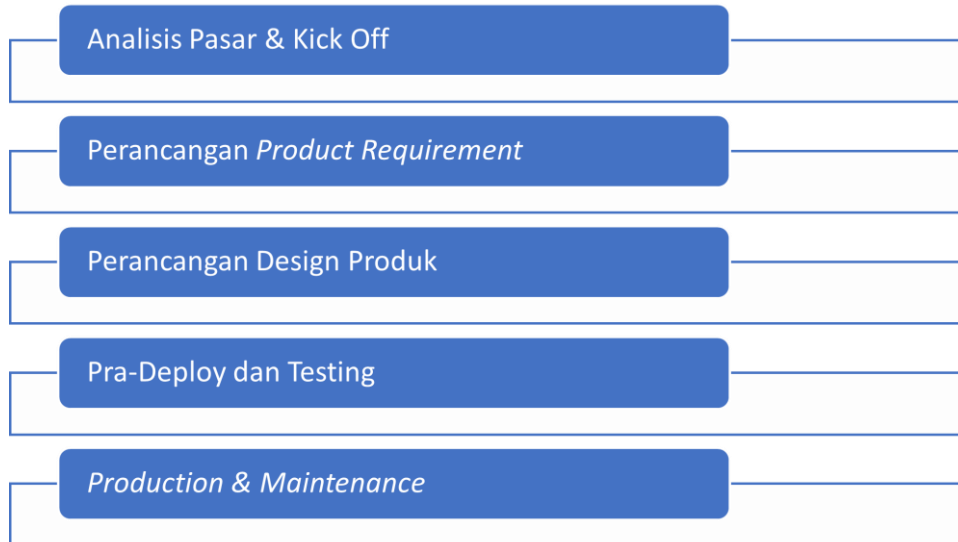 Analisis Pasar & Kick Off
Perancangan Product Requirement
Perancangan Design Produk
Pra-Deploy dan Testing
Production & Maintenance